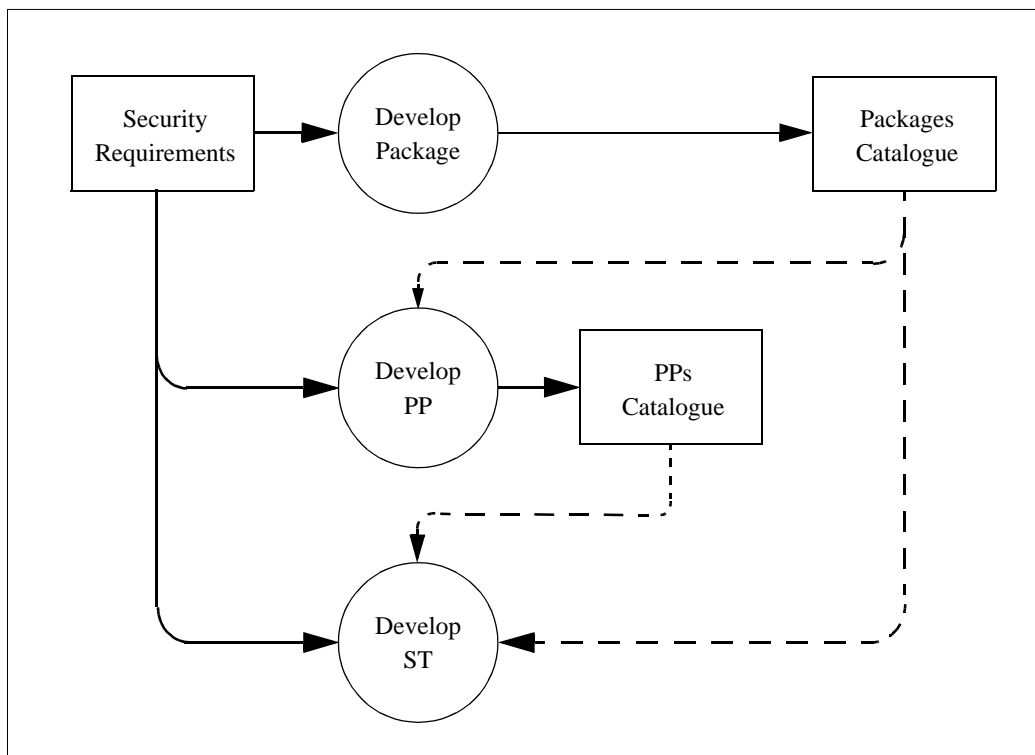 Security
Requirements
Develop
Package
Packages
Catalogue
Develop
PP
PPs
Catalogue
Develop
ST